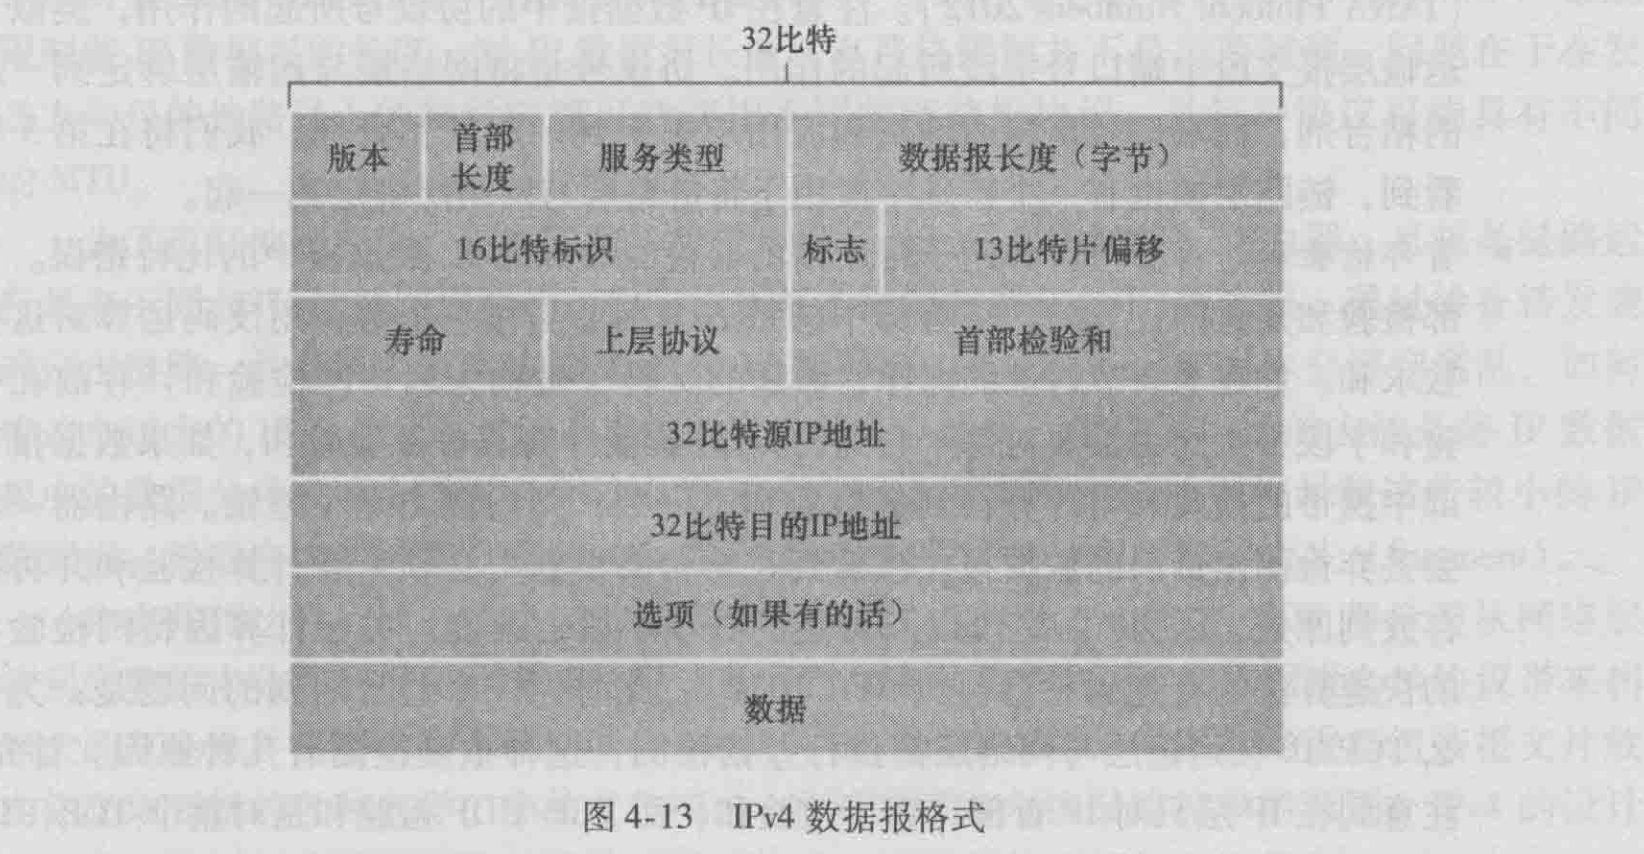 32比特
版本
首部
长度
服务类型
数据报长度（字节）
16比特标识
标志
13比特片偏移
寿命
上层协议
首部检验和
32比特源IP地址
32比特目的IP地址
选项（如果有的话）
数据
图 4-13 IPv4 数据报格式